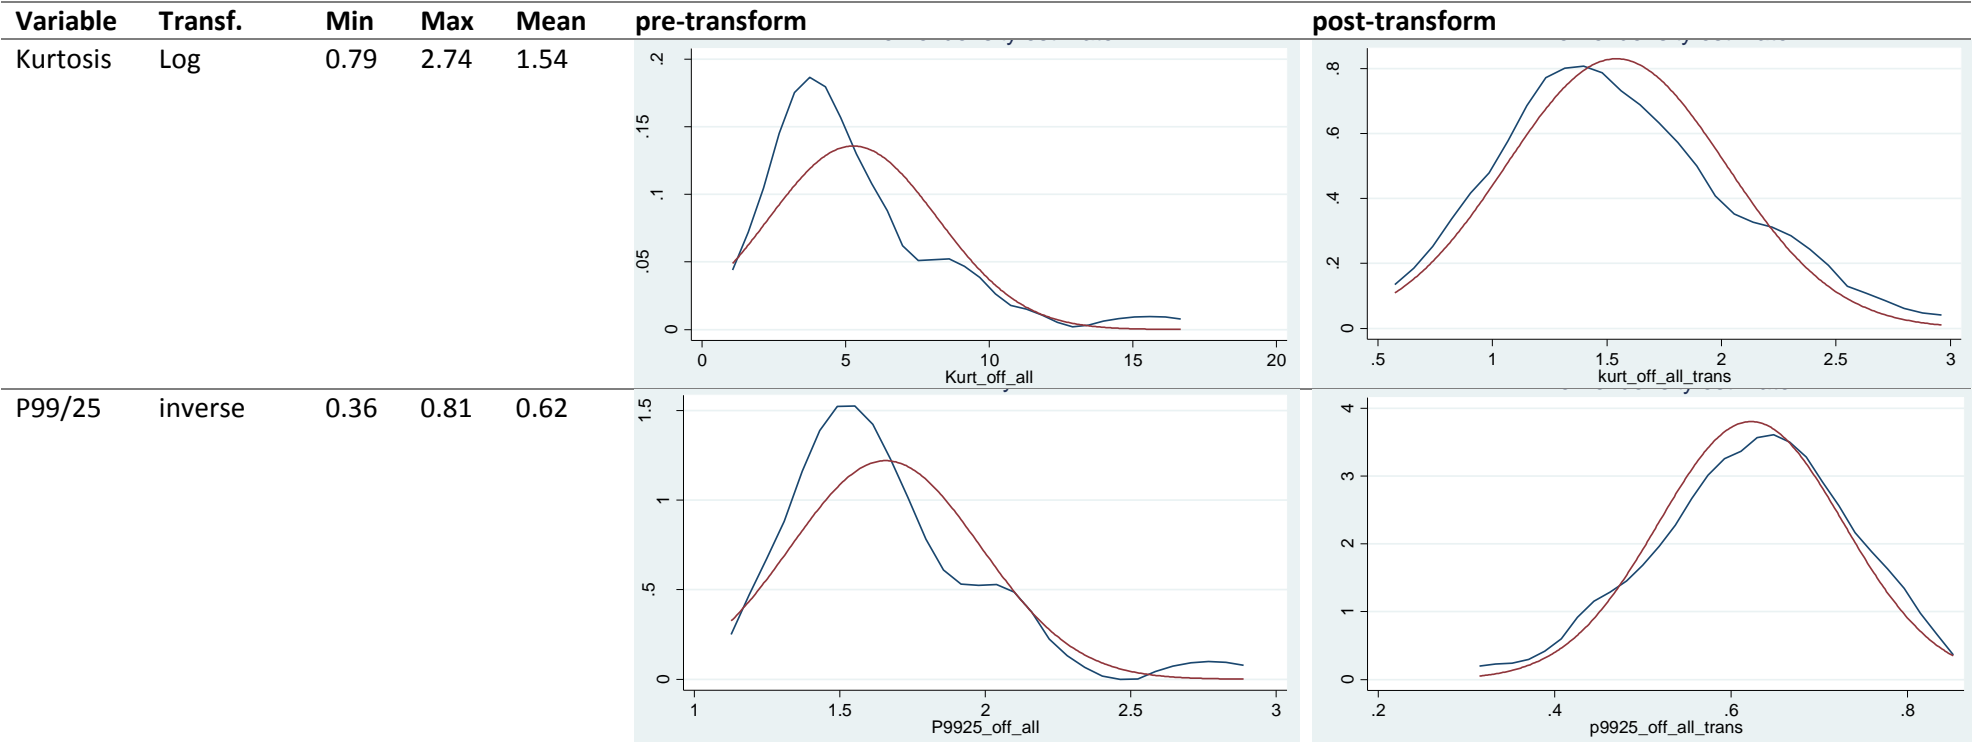 Variable Transf. Min Max Mean pre-transform post-transform
Kurtosis Log 0.79 2.74 1.54
.2
.15
.1
.05
0
0 5 10 15 20
Kurt_off_all
.8
.6
.4
.2
0
.5 1 1.5 2 2.5 3
kurt_off_all_trans
P99/25 inverse 0.36 0.81 0.62
1.5
1
.5
0
1 1.5 2 2.5 3
P9925_off_all
4
3
2
1
0
.2 .4 .6 .8
p9925_off_all_trans